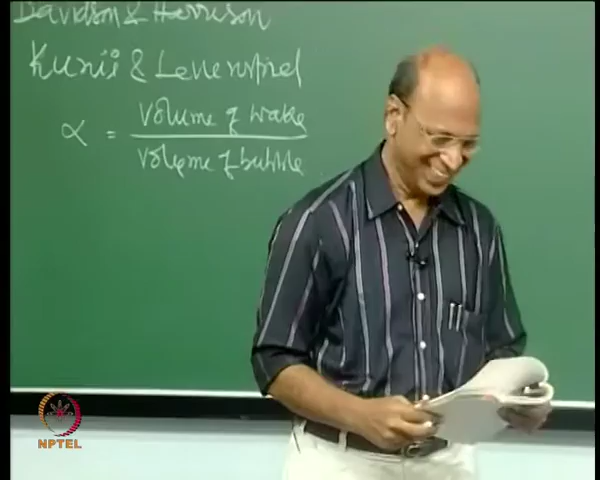 Davidson & Harrison
Kunii & Levenspiel
α = volume of wake
volume of bubble
NPTEL